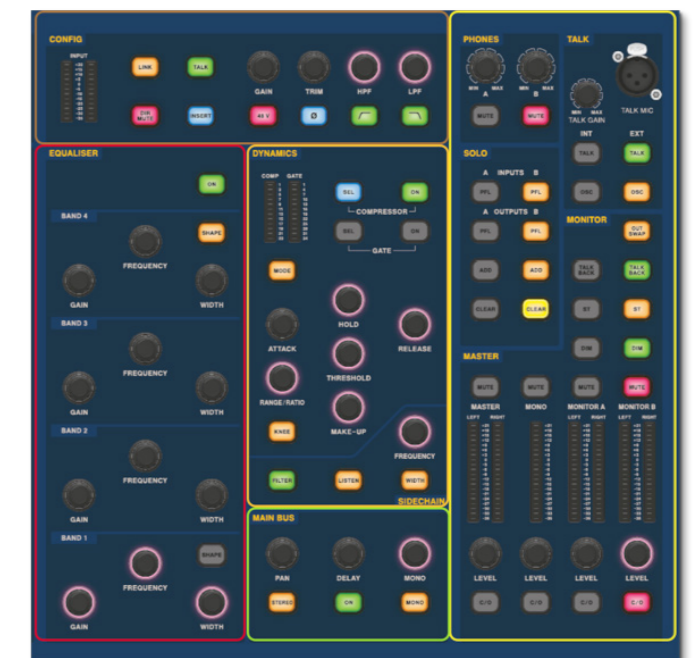 CONFIG
INPUT
LINK
TALK
GAIN
TRIM
HPF
LPF
DIM MUTE
INSERT
48 V
Ø
PHONES
MIN MAX
A
MIN MAX
B
MUTE
MUTE
TALK
MIN MAX
TALK GAIN
TALK MIC
INT
EXT
TALK
TALK
OSC
OSC
EQUALISER
ON
BAND 4
SHAPE
FREQUENCY
GAIN
WIDTH
BAND 3
FREQUENCY
GAIN
WIDTH
BAND 2
FREQUENCY
GAIN
WIDTH
BAND 1
SHAPE
FREQUENCY
GAIN
WIDTH
DYNAMICS
COMP GATE
SEL
ON
COMPRESSOR
SEL
ON
GATE
MODE
HOLD
ATTACK
RELEASE
THRESHOLD
RANGE/RATIO
MAKE-UP
KNEE
FREQUENCY
FILTER
LISTEN
WIDTH
SIDECHAIN
MAIN BUS
PAN
DELAY
MONO
STEREO
ON
MONO
SOLO
A INPUTS B
PFL
PFL
A OUTPUTS B
PFL
PFL
ADD
ADD
CLEAR
CLEAR
MONITOR
OUT SWAP
TALK BACK
TALK BACK
ST
ST
DIM
DIM
MASTER
MUTE
MUTE
MUTE
MUTE
MASTER
MONO
MONITOR A
MONITOR B
LEFT RIGHT
LEFT RIGHT
LEFT RIGHT
LEVEL
LEVEL
LEVEL
LEVEL
C/O
C/O
C/O
C/O